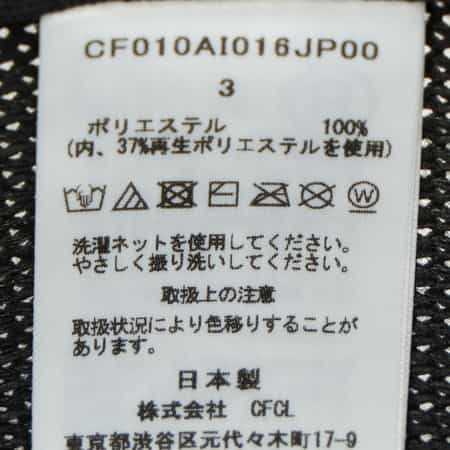 CF010AI016JP00
3
ポリエステル 100%
(内、37%再生ポリエステルを使用)
W
洗濯ネットを使用してください。
やさしく振り洗いしてください。
取扱上の注意
取扱状況により色移りすることが
あります。
日本製
株式会社 CFCL
東京都渋谷区元代々木町17-9